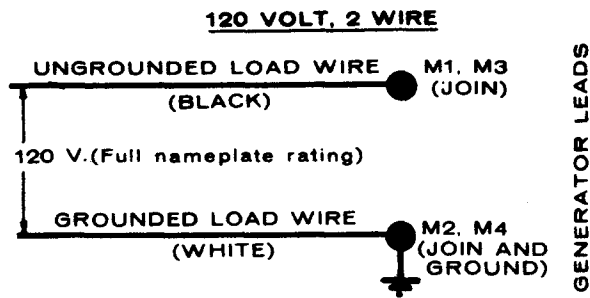 120 VOLT, 2 WIRE
UNGROUNDED LOAD WIRE
(BLACK)
M1, M3
(JOIN)
120 V.(Full nameplate rating)
GROUNDED LOAD WIRE
(WHITE)
M2, M4
(JOIN AND
GROUND)
GENERATOR LEADS